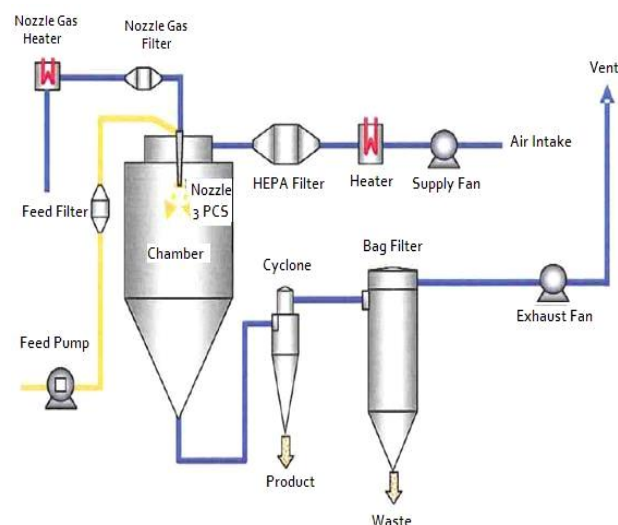 Nozzle Gas
Heater
Nozzle Gas
Filter
Vent
Air Intake
HEPA Filter
Heater
Supply Fan
Feed Filter
Nozzle
3 PCS
Chamber
Cyclone
Bag Filter
Exhaust Fan
Feed Pump
Product
Waste